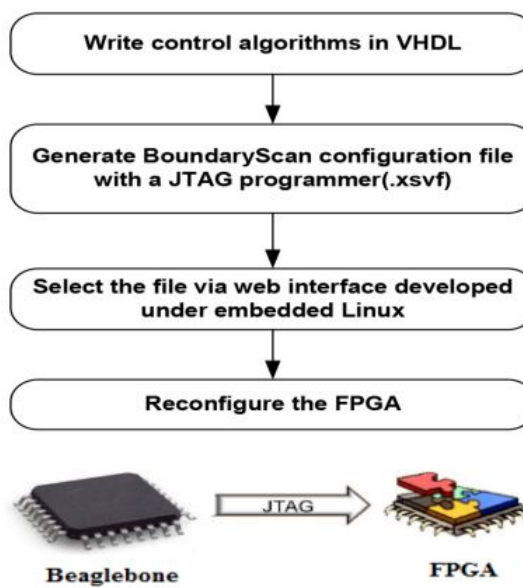 Write control algorithms in VHDL
Generate BoundaryScan configuration file
with a JTAG programmer(.xsvf)
Select the file via web interface developed
under embedded Linux
Reconfigure the FPGA
JTAG
Beaglebone
FPGA